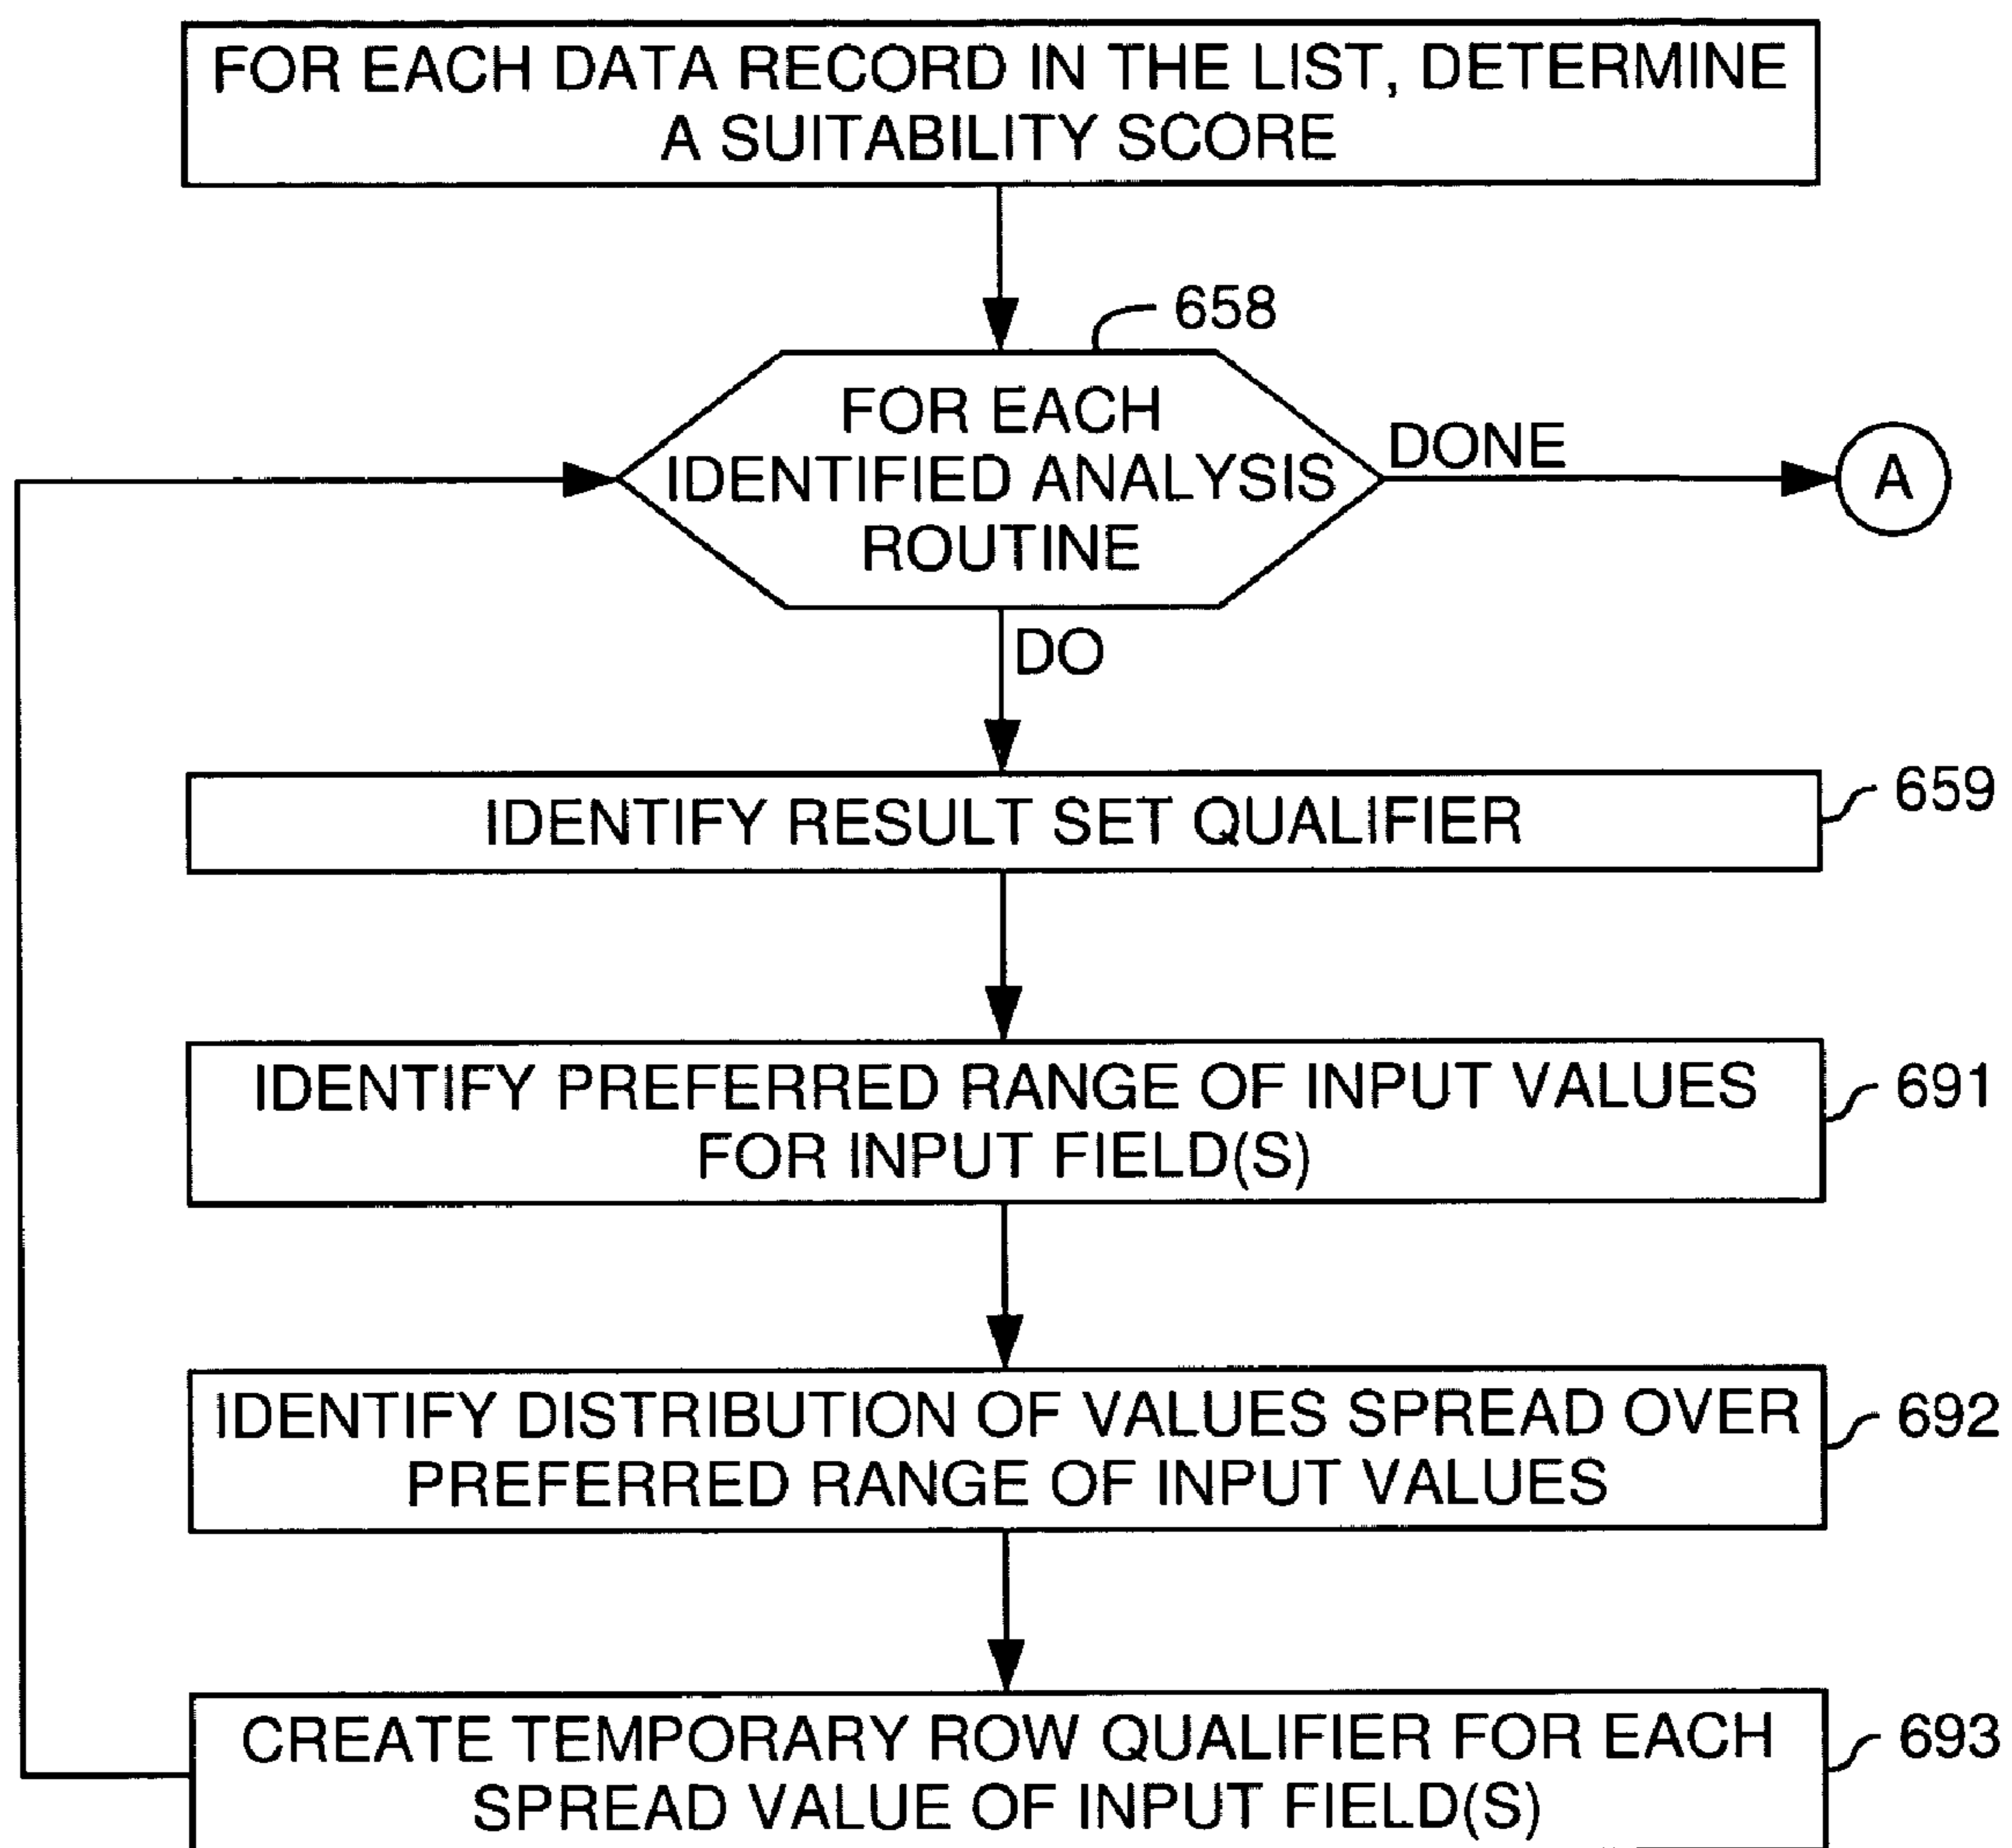 FOR EACH DATA RECORD IN THE LIST, DETERMINE
A SUITABILITY SCORE
658
FOR EACH
IDENTIFIED ANALYSIS
ROUTINE
DONE
A
DO
IDENTIFY RESULT SET QUALIFIER
659
IDENTIFY PREFERRED RANGE OF INPUT VALUES
FOR INPUT FIELD(S)
691
IDENTIFY DISTRIBUTION OF VALUES SPREAD OVER
PREFERRED RANGE OF INPUT VALUES
692
CREATE TEMPORARY ROW QUALIFIER FOR EACH
SPREAD VALUE OF INPUT FIELD(S)
693